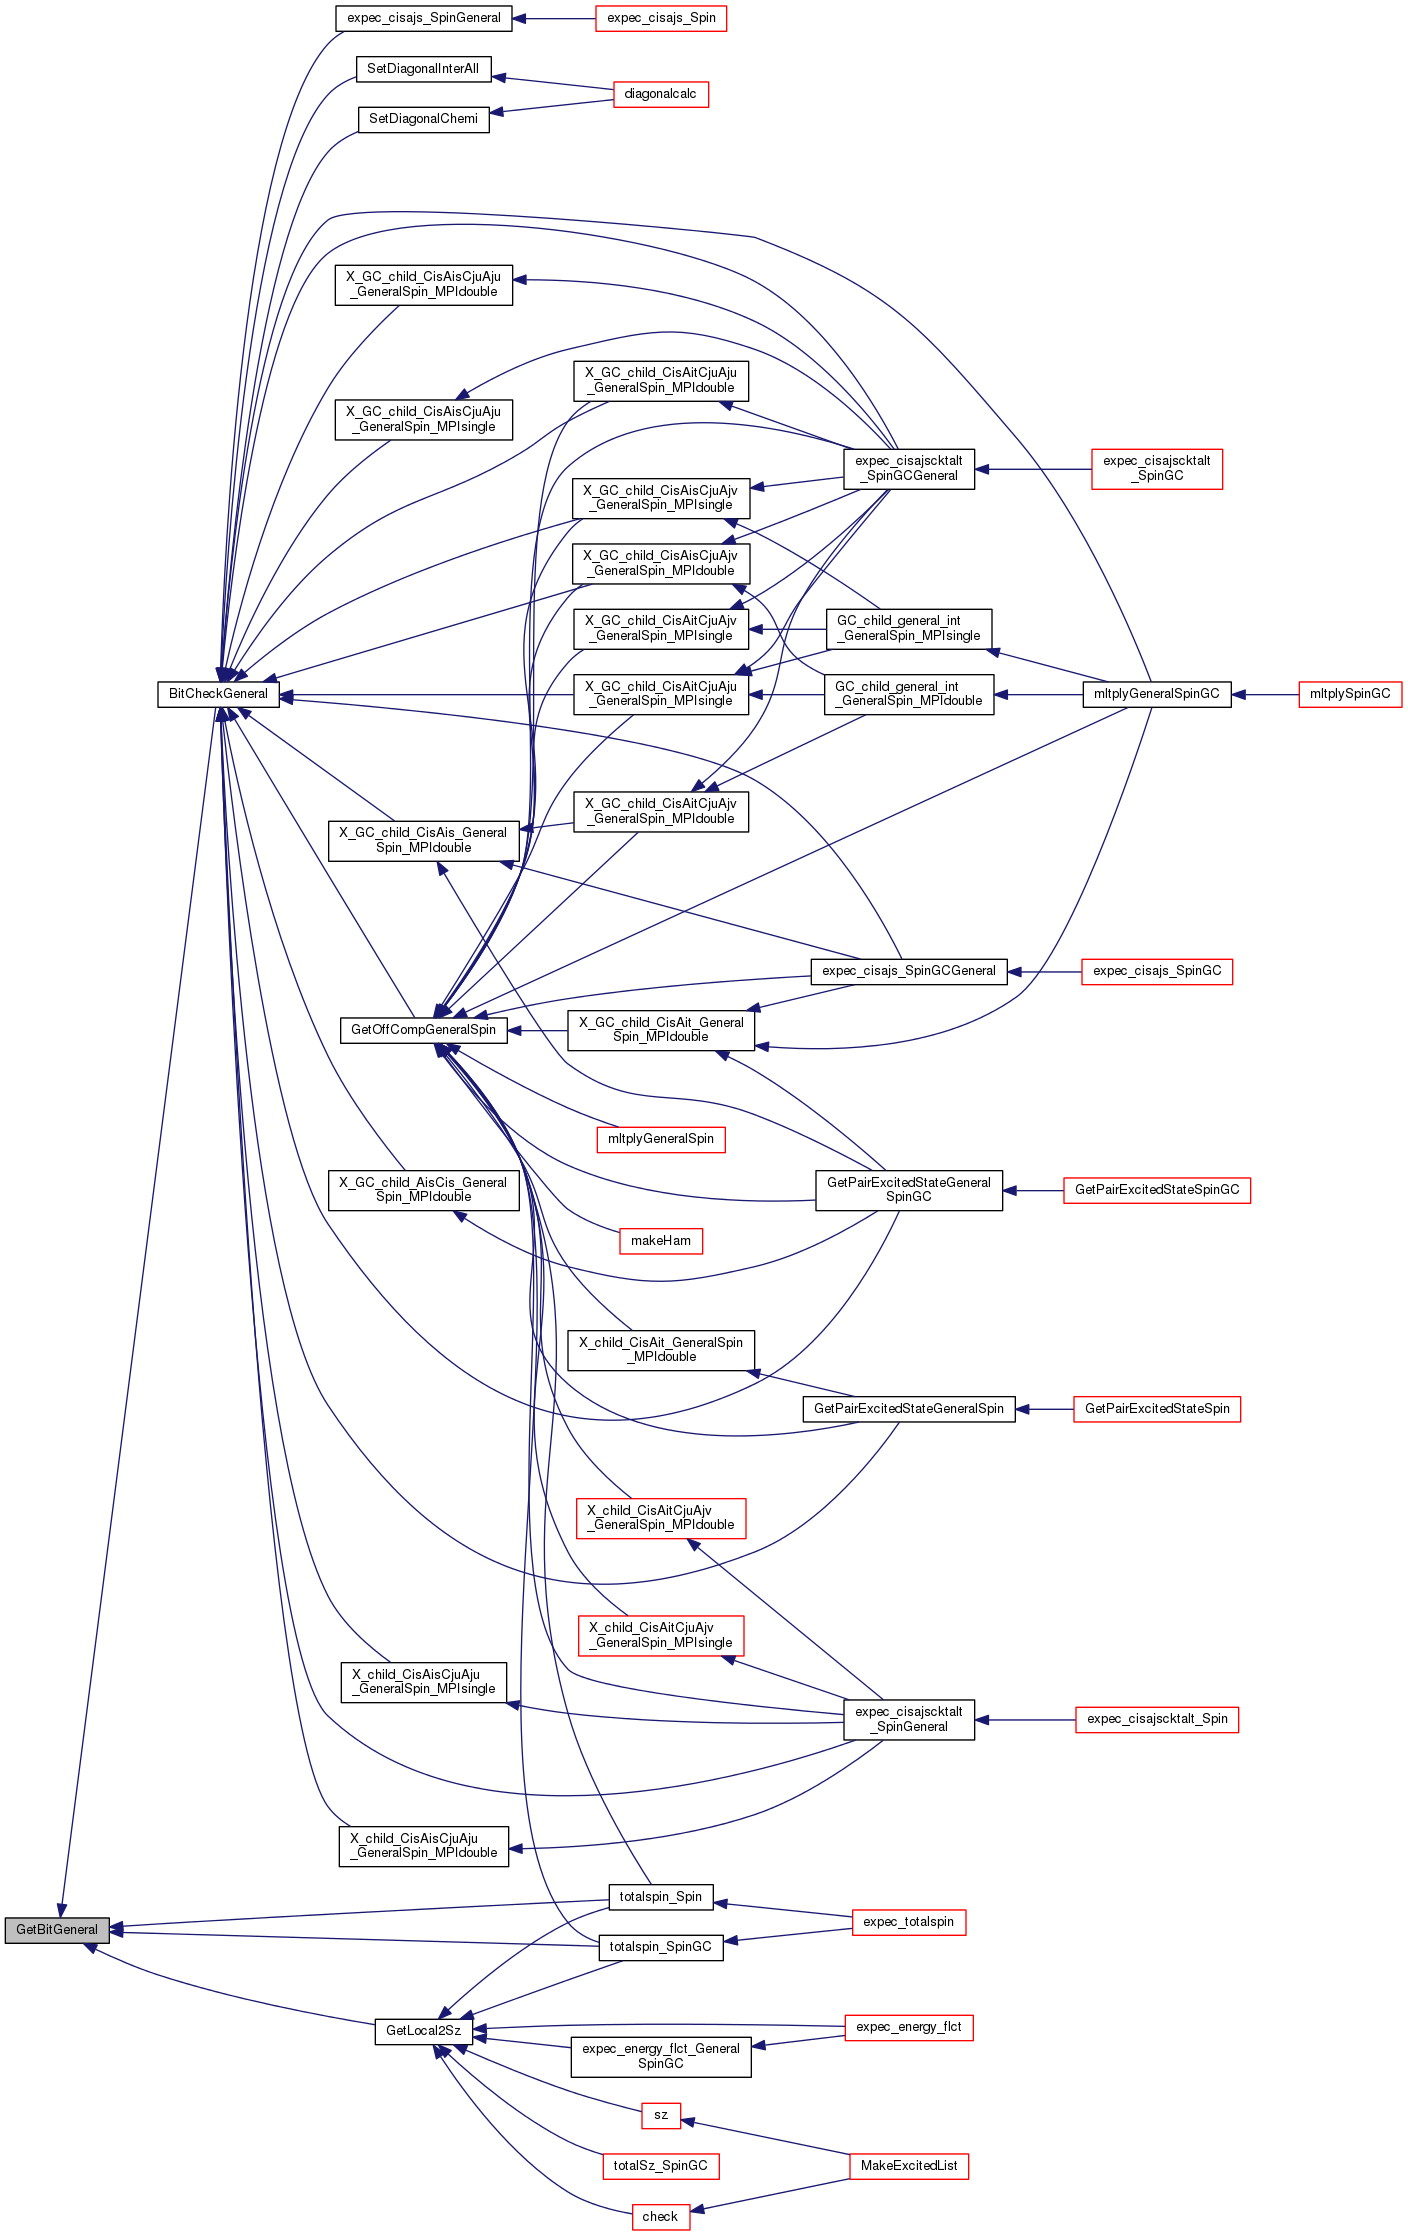 expec_cisajs_SpinGeneral
expec_cisajs_Spin
SetDiagonalInterAll
diagonalcalc
SetDiagonalChemi
X_GC_child_CisAisCjuAju
_GeneralSpin_MPIdouble
X_GC_child_CisAitCjuAju
_GeneralSpin_MPIdouble
X_GC_child_CisAisCjuAju
_GeneralSpin_MPIsingle
expec_cisajscktalt
_SpinGCGeneral
expec_cisajscktalt
_SpinGC
X_GC_child_CisAisCjuAjv
_GeneralSpin_MPIsingle
X_GC_child_CisAisCjuAjv
_GeneralSpin_MPIdouble
X_GC_child_CisAitCjuAjv
_GeneralSpin_MPIsingle
GC_child_general_int
_GeneralSpin_MPIsingle
BitCheckGeneral
X_GC_child_CisAitCjuAju
_GeneralSpin_MPIsingle
GC_child_general_int
_GeneralSpin_MPIdouble
mltplyGeneralSpinGC
mltplySpinGC
X_GC_child_CisAitCjuAjv
_GeneralSpin_MPIdouble
X_GC_child_CisAis_General
Spin_MPIdouble
expec_cisajs_SpinGCGeneral
expec_cisajs_SpinGC
GetOffCompGeneralSpin
X_GC_child_CisAit_General
Spin_MPIdouble
mltplyGeneralSpin
X_GC_child_AisCis_General
Spin_MPIdouble
GetPairExcitedStateGeneral
SpinGC
GetPairExcitedStateSpinGC
makeHam
X_child_CisAit_GeneralSpin
_MPIdouble
GetPairExcitedStateGeneralSpin
GetPairExcitedStateSpin
X_child_CisAitCjuAjv
_GeneralSpin_MPIdouble
X_child_CisAitCjuAjv
_GeneralSpin_MPIsingle
X_child_CisAisCjuAju
_GeneralSpin_MPIsingle
expec_cisajscktalt
_SpinGeneral
expec_cisajscktalt_Spin
X_child_CisAisCjuAju
_GeneralSpin_MPIdouble
totalspin_Spin
GetBitGeneral
expec_totalspin
totalspin_SpinGC
GetLocal2Sz
expec_energy_flct
expec_energy_flct_General
SpinGC
sz
totalSz_SpinGC
MakeExcitedList
check